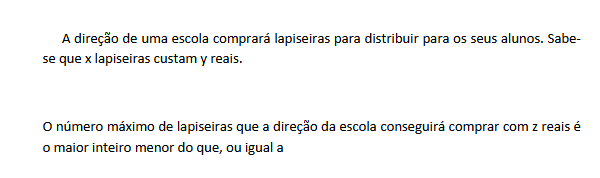 A direção de uma escola comprará lapiseiras para distribuir para os seus alunos. Sabe-
se que x lapiseiras custam y reais.
O número máximo de lapiseiras que a direção da escola conseguirá comprar com z reais é
o maior inteiro menor do que, ou igual a